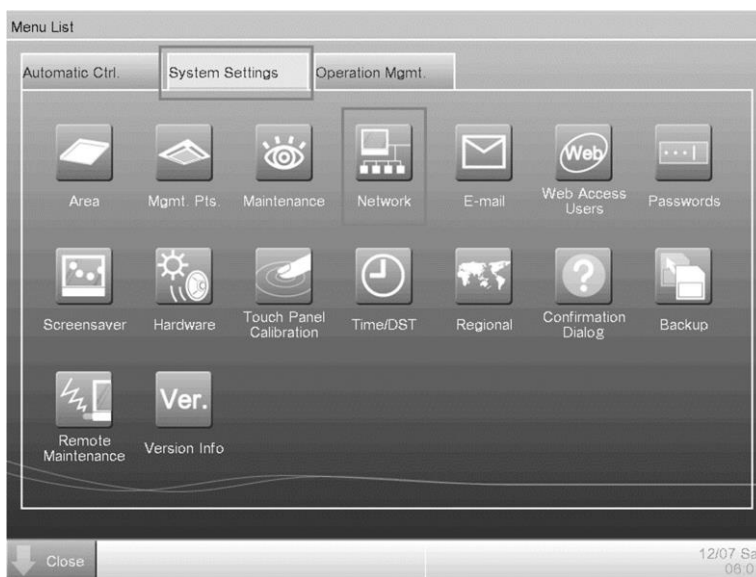 Menu List
Automatic Ctrl. System Settings Operation Mgmt.
Area Mgmt. Pts. Maintenance Network E-mail Web Web Access Users Passwords
Screensaver Hardware Touch Panel Calibration Time/DST Regional Confirmation Dialog Backup
Ver.
Remote Maintenance Version Info
Close
12/07 Sa
06:0